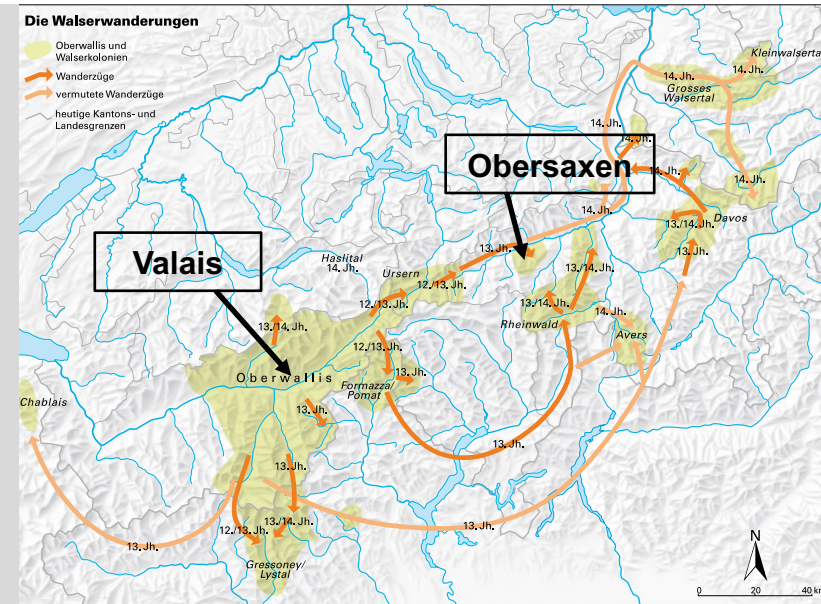 Die Walserwanderungen
Oberwallis und
Walserkolonien
Wanderzüge
vermutete Wanderzüge
heutige Kantons- und
Landesgrenzen
Kleinwalsertal
14. Jh.
14. Jh.
Grosses
Walsertal
14. Jh.
14. Jh.
Obersaxen
14. Jh.
14. Jh.
14. Jh.
Davos
13./14. Jh.
13. Jh.
13. Jh.
Valais
Haslital
14. Jh.
Ursern
12./13. Jh.
13./14. Jh.
12./13. Jh.
13./14. Jh.
Rheinwald
14. Jh.
Avers
13./14. Jh.
12./13. Jh.
13. Jh.
Oberwallis
Formazza/
Pomat
Chablais
13. Jh.
13. Jh.
13. Jh.
13./14. Jh.
12./13. Jh.
13. Jh.
13. Jh.
Gressoney/
Lystal
N
0 20 40 km